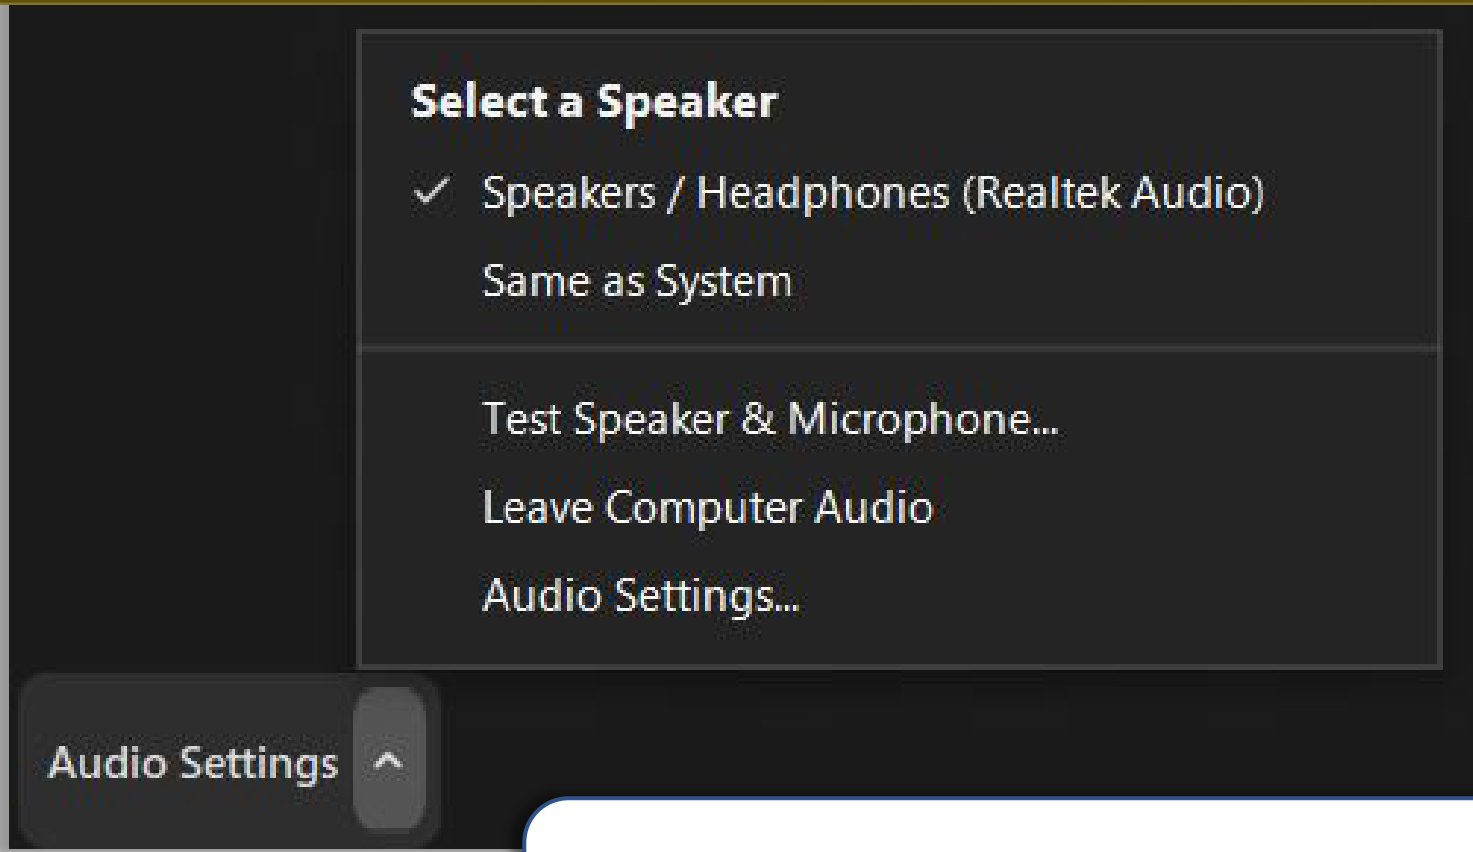 Select a Speaker
Speakers / Headphones (Realtek Audio)
Same as System
Test Speaker & Microphone...
Leave Computer Audio
Audio Settings...
Audio Settings